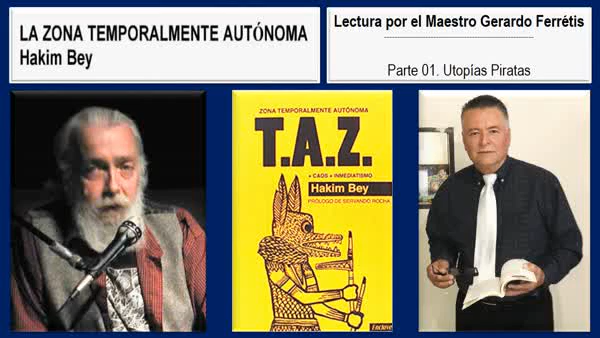 LA ZONA TEMPORALMENTE AUTÓNOMA
Hakim Bey
Lectura por el Maestro Gerardo Ferrétis
Parte 01. Utopías Piratas
ZONA TEMPORALMENTE AUTÓNOMA
T.A.Z.
+ CAOS + INMEDIATISMO
Hakim Bey
PRÓLOGO DE SERVANDO ROCHA
Enclave